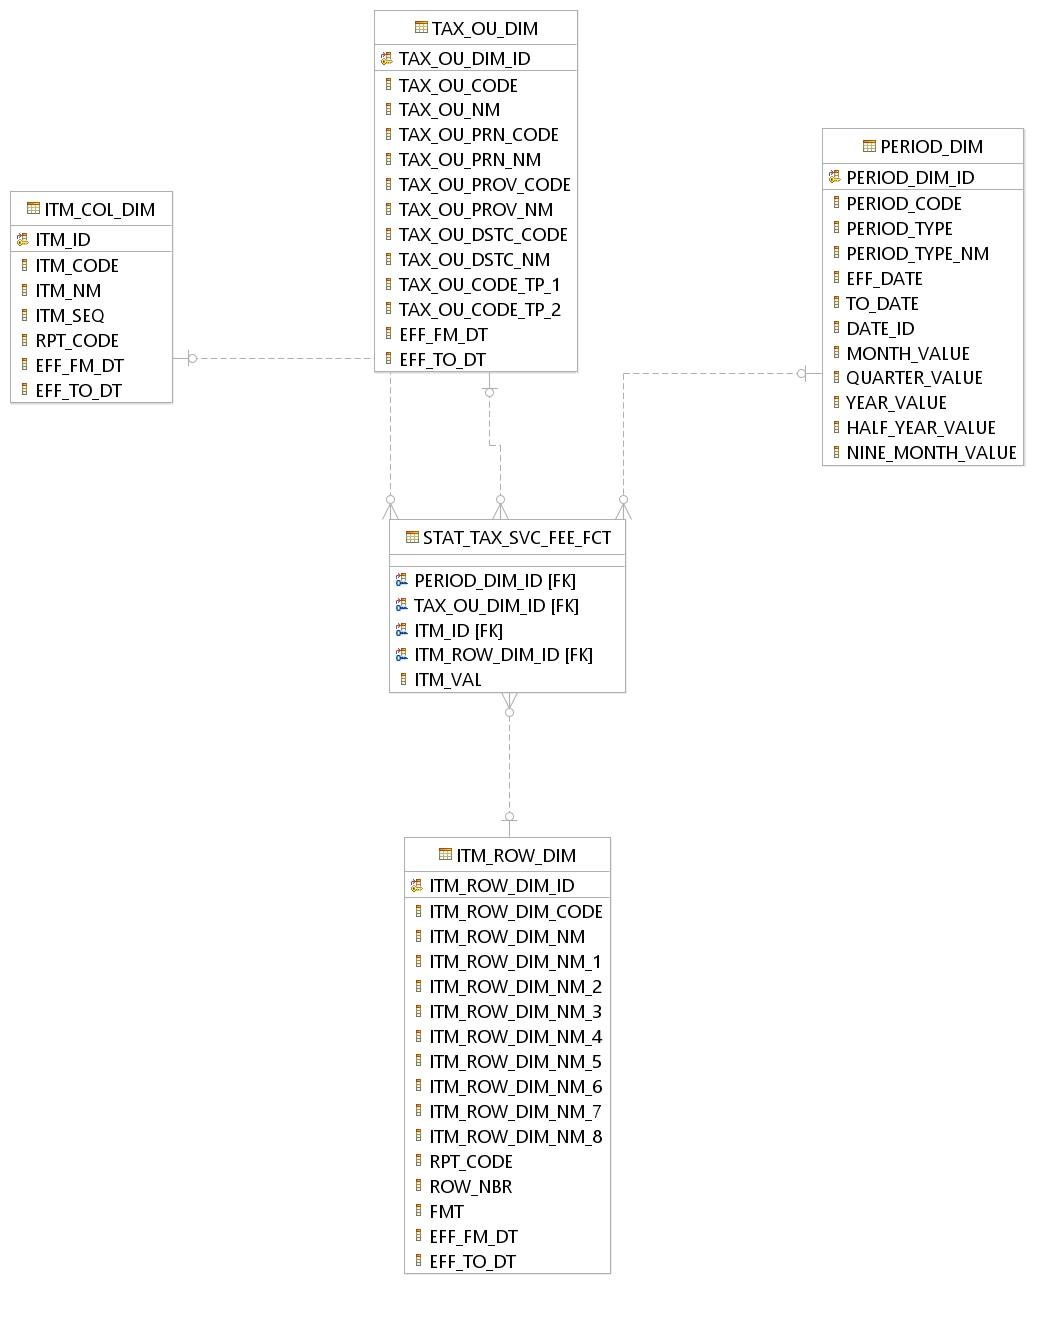 TAX_OU_DIM
TAX_OU_DIM_ID
TAX_OU_CODE
TAX_OU_NM
TAX_OU_PRN_CODE
TAX_OU_PRN_NM
TAX_OU_PROV_CODE
TAX_OU_PROV_NM
TAX_OU_DSTC_CODE
TAX_OU_DSTC_NM
TAX_OU_CODE_TP_1
TAX_OU_CODE_TP_2
EFF_FM_DT
EFF_TO_DT
PERIOD_DIM
PERIOD_DIM_ID
PERIOD_CODE
PERIOD_TYPE
PERIOD_TYPE_NM
EFF_DATE
TO_DATE
DATE_ID
MONTH_VALUE
QUARTER_VALUE
YEAR_VALUE
HALF_YEAR_VALUE
NINE_MONTH_VALUE
ITM_COL_DIM
ITM_ID
ITM_CODE
ITM_NM
ITM_SEQ
RPT_CODE
EFF_FM_DT
EFF_TO_DT
STAT_TAX_SVC_FEE_FCT
PERIOD_DIM_ID [FK]
TAX_OU_DIM_ID [FK]
ITM_ID [FK]
ITM_ROW_DIM_ID [FK]
ITM_VAL
ITM_ROW_DIM
ITM_ROW_DIM_ID
ITM_ROW_DIM_CODE
ITM_ROW_DIM_NM
ITM_ROW_DIM_NM_1
ITM_ROW_DIM_NM_2
ITM_ROW_DIM_NM_3
ITM_ROW_DIM_NM_4
ITM_ROW_DIM_NM_5
ITM_ROW_DIM_NM_6
ITM_ROW_DIM_NM_7
ITM_ROW_DIM_NM_8
RPT_CODE
ROW_NBR
FMT
EFF_FM_DT
EFF_TO_DT